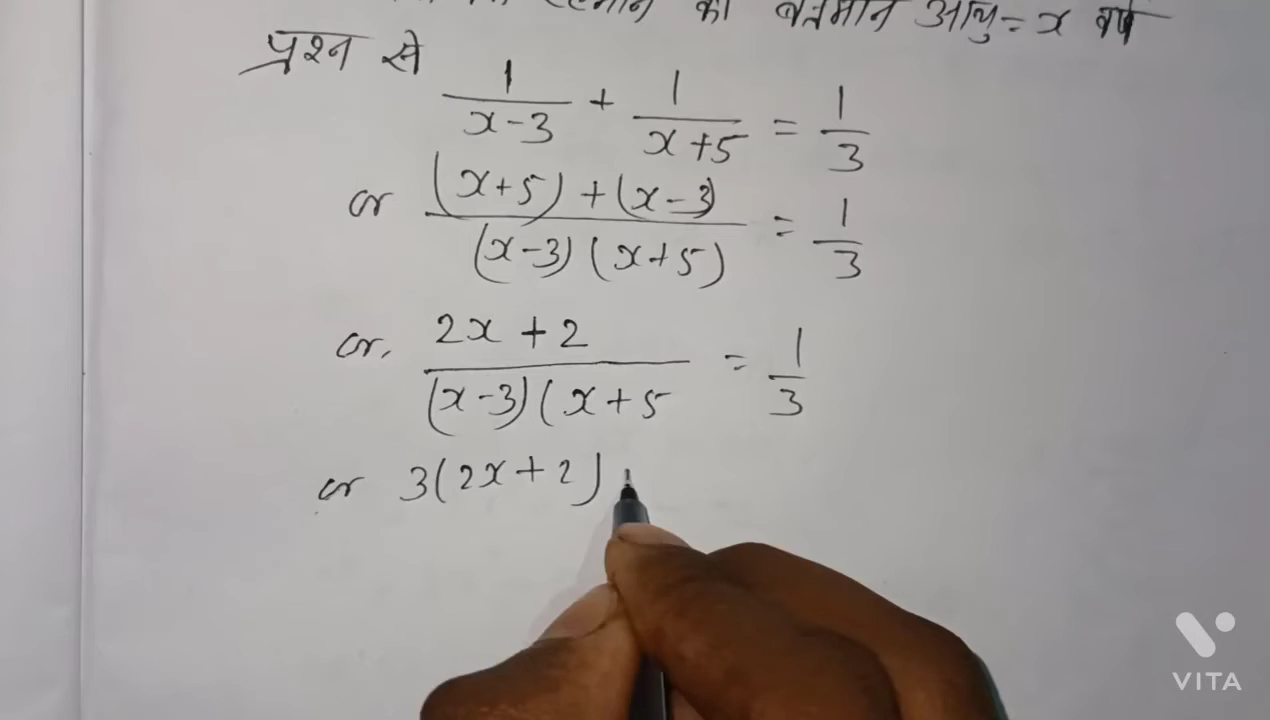 रहमान की वर्तमान आयु = x वर्ष
प्रश्न से
1/(x-3) + 1/(x+5) = 1/3
or ((x+5)+(x-3))/((x-3)(x+5)) = 1/3
or, (2x+2)/((x-3)(x+5) = 1/3
or 3(2x+2)
VITA